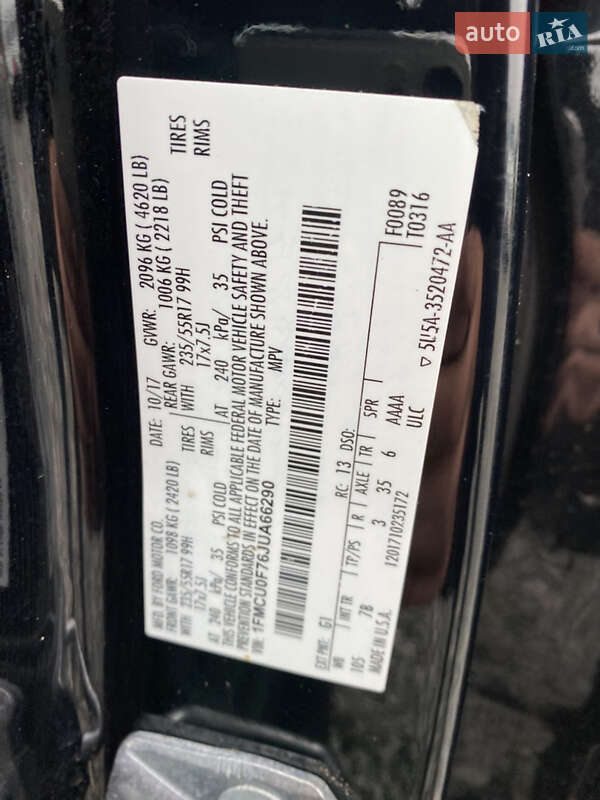 auto RIA .com
MFD. BY FORD MOTOR CO. DATE: 10/17 GVWR: 2096 KG ( 4620 LB)
FRONT GAWR: 1098 KG ( 2420 LB) REAR GAWR: 1006 KG ( 2218 LB)
WITH 235/55R17 99H TIRES WITH 235/55R17 99H TIRES
17x7.5J RIMS 17x7.5J RIMS
AT 240 kPa/ 35 PSI COLD AT 240 kPa/ 35 PSI COLD
THIS VEHICLE CONFORMS TO ALL APPLICABLE FEDERAL MOTOR VEHICLE SAFETY AND THEFT
PREVENTION STANDARDS IN EFFECT ON THE DATE OF MANUFACTURE SHOWN ABOVE.
VIN: 1FMCU0F76JUA66290 TYPE: MPV
F0089
T0316
EXT PNT: G1 RC: 13 DSO:
WB INT TR TP/PS R AXLE TR SPR
105 7B 3 35 6 AAAA
MADE IN U.S.A. 1201710235172 ULC
▽ 5U5A-3520472-AA